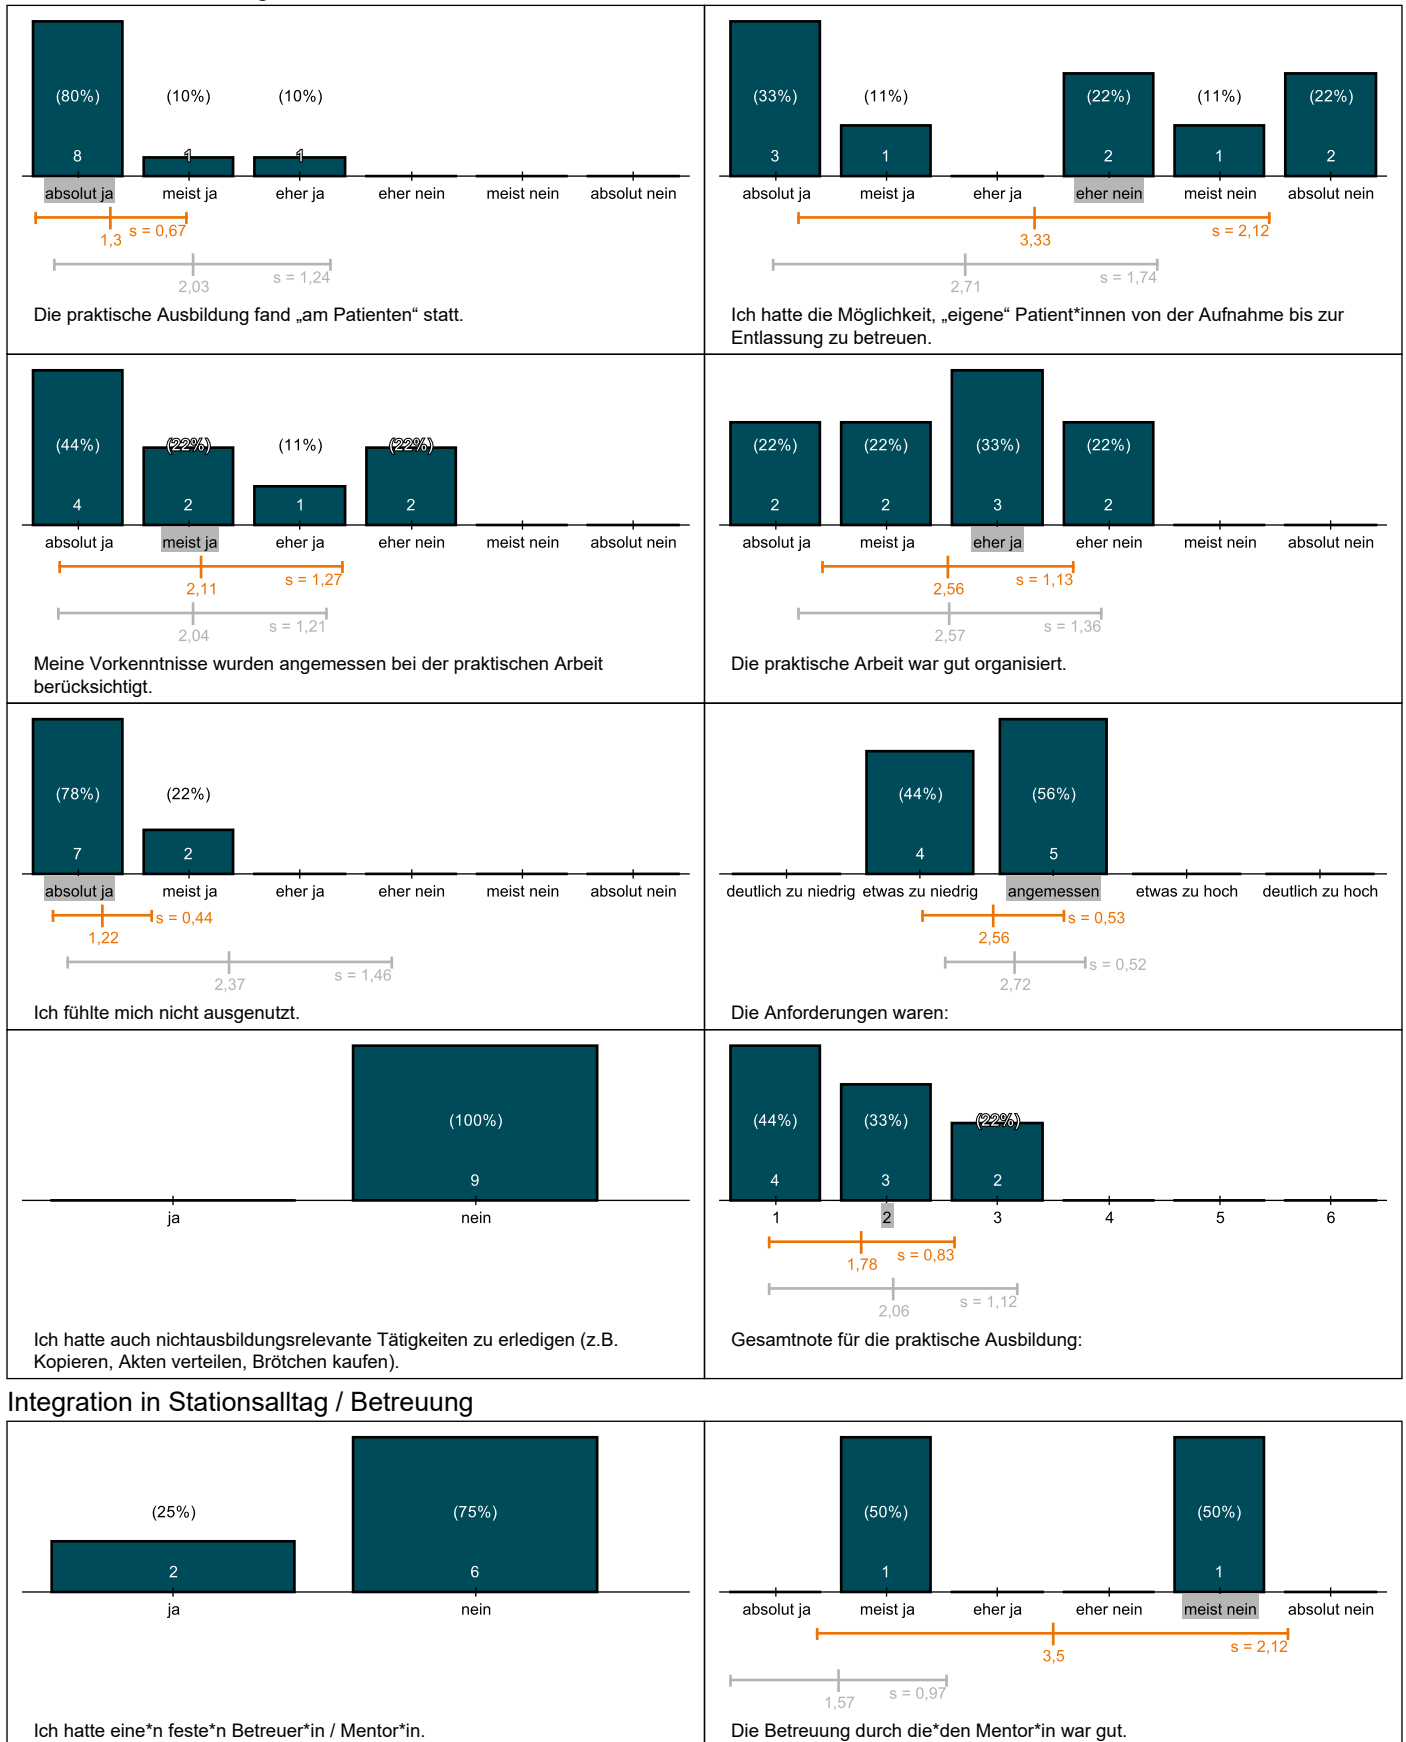 (80%) (10%) (10%)
8 1 1
absolut ja meist ja eher ja eher nein meist nein absolut nein
1,3 s = 0,67
2,03 s = 1,24
Die praktische Ausbildung fand „am Patienten“ statt.
(33%) (11%) (22%) (11%) (22%)
3 1 2 1 2
absolut ja meist ja eher ja eher nein meist nein absolut nein
3,33 s = 2,12
2,71 s = 1,74
Ich hatte die Möglichkeit, „eigene“ Patient*innen von der Aufnahme bis zur
Entlassung zu betreuen.
(44%) (22%) (11%) (22%)
4 2 1 2
absolut ja meist ja eher ja eher nein meist nein absolut nein
2,11 s = 1,27
2,04 s = 1,21
Meine Vorkenntnisse wurden angemessen bei der praktischen Arbeit
berücksichtigt.
(22%) (22%) (33%) (22%)
2 2 3 2
absolut ja meist ja eher ja eher nein meist nein absolut nein
2,56 s = 1,13
2,57 s = 1,36
Die praktische Arbeit war gut organisiert.
(78%) (22%)
7 2
absolut ja meist ja eher ja eher nein meist nein absolut nein
s = 0,44
1,22
2,37 s = 1,46
Ich fühlte mich nicht ausgenutzt.
(44%) (56%)
4 5
deutlich zu niedrig etwas zu niedrig angemessen etwas zu hoch deutlich zu hoch
s = 0,53
2,56
s = 0,52
2,72
Die Anforderungen waren:
(100%)
9
ja nein
Ich hatte auch nichtausbildungsrelevante Tätigkeiten zu erledigen (z.B.
Kopieren, Akten verteilen, Brötchen kaufen).
(44%) (33%) (22%)
4 3 2
1 2 3 4 5 6
1,78 s = 0,83
2,06 s = 1,12
Gesamtnote für die praktische Ausbildung:
Integration in Stationsalltag / Betreuung
(25%) (75%)
2 6
ja nein
Ich hatte eine*n feste*n Betreuer*in / Mentor*in.
(50%) (50%)
1 1
absolut ja meist ja eher ja eher nein meist nein absolut nein
3,5 s = 2,12
1,57 s = 0,97
Die Betreuung durch die*den Mentor*in war gut.